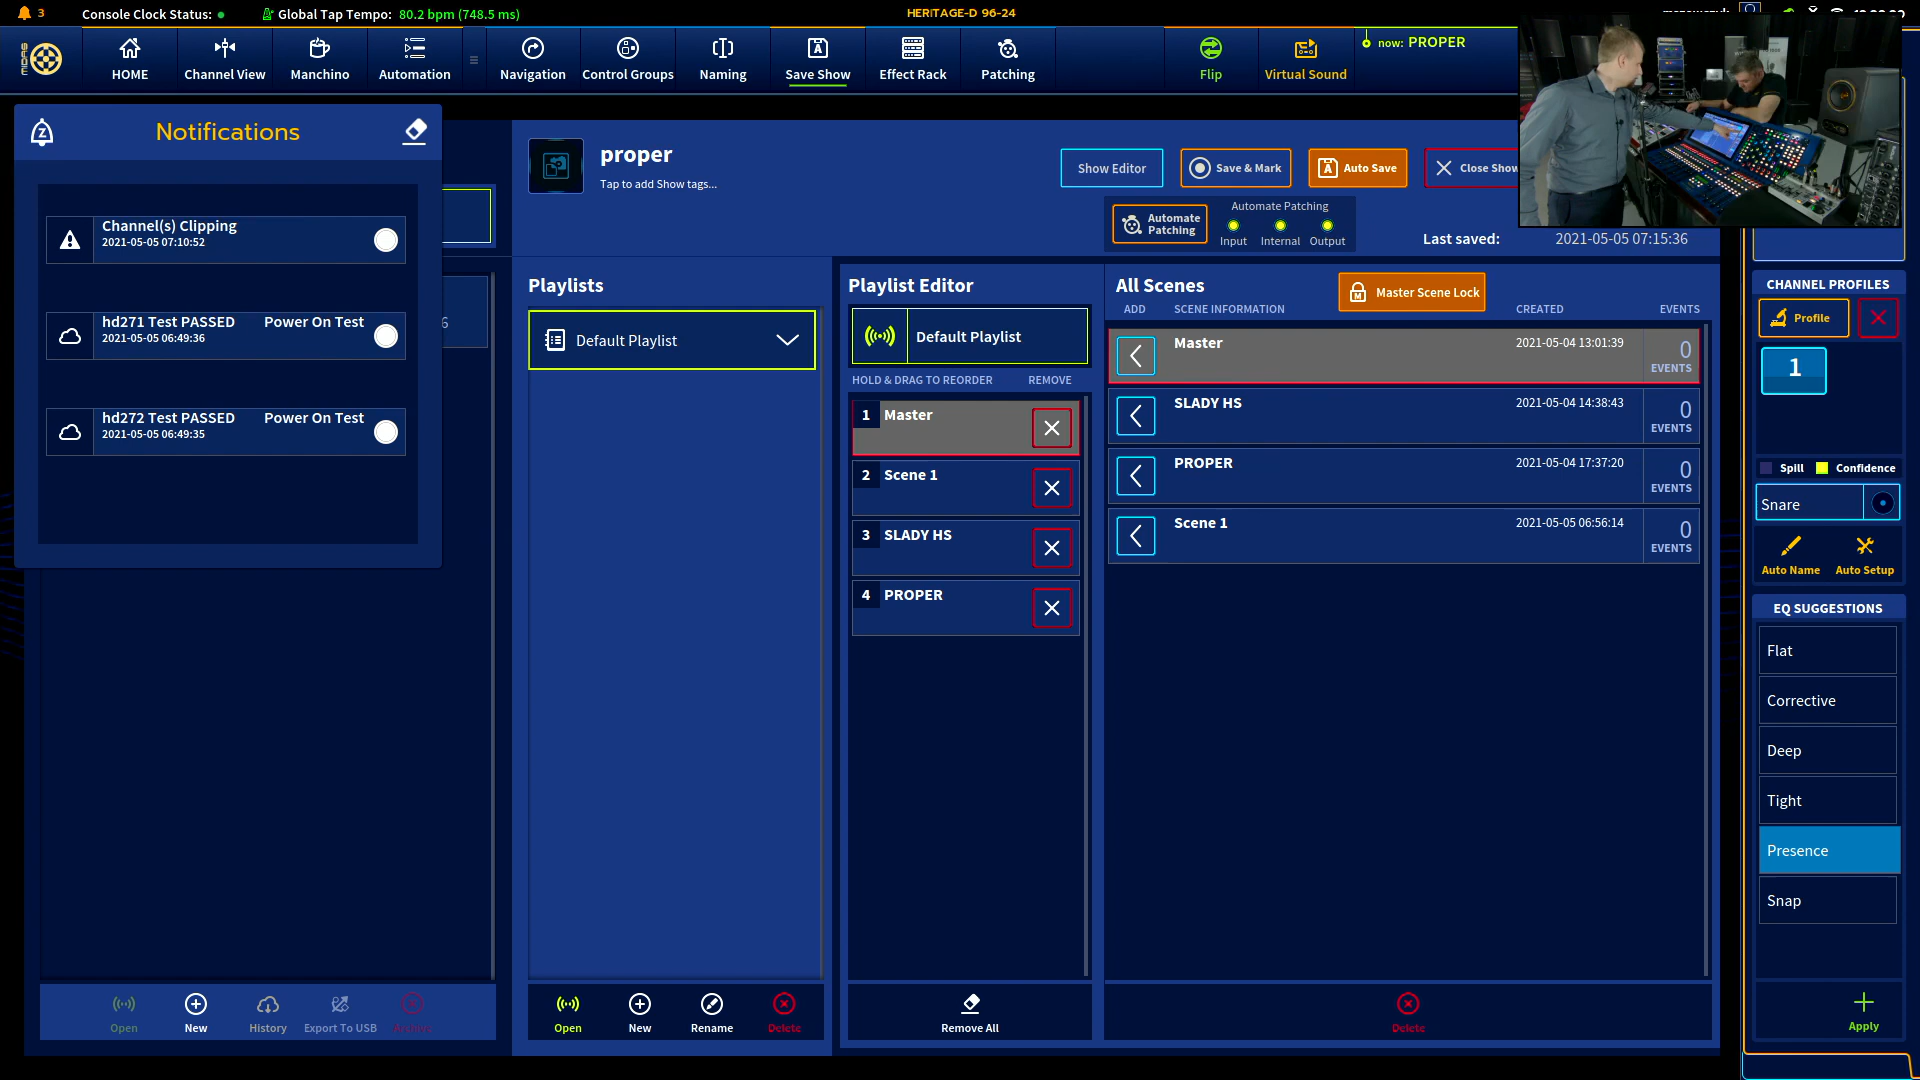 3
Console Clock Status:
Global Tap Tempo: 80.2 bpm (748.5 ms)
HERITAGE-D 96-24
HOME
Channel View
Manchino
Automation
Navigation
Control Groups
Naming
Save Show
Effect Rack
Patching
Flip
Virtual Sound
now: PROPER
Notifications
Channel(s) Clipping
2021-05-05 07:10:52
hd271 Test PASSED Power On Test
2021-05-05 06:49:36
hd272 Test PASSED Power On Test
2021-05-05 06:49:35
proper
Tap to add Show tags...
Show Editor
Save & Mark
Auto Save
Close Show
Automate Patching
Automate Patching
Input Internal Output
Last saved: 2021-05-05 07:15:36
Playlists
Default Playlist
Playlist Editor
Default Playlist
HOLD & DRAG TO REORDER REMOVE
1 Master
2 Scene 1
3 SLADY HS
4 PROPER
All Scenes
Master Scene Lock
ADD SCENE INFORMATION CREATED EVENTS
Master 2021-05-04 13:01:39 0 EVENTS
SLADY HS 2021-05-04 14:38:43 0 EVENTS
PROPER 2021-05-04 17:37:20 0 EVENTS
Scene 1 2021-05-05 06:56:14 0 EVENTS
CHANNEL PROFILES
Profile
1
Spill Confidence
Snare
Auto Name Auto Setup
EQ SUGGESTIONS
Flat
Corrective
Deep
Tight
Presence
Snap
Apply
Open New History Export To USB Archive
Open New Rename Delete
Remove All
Delete